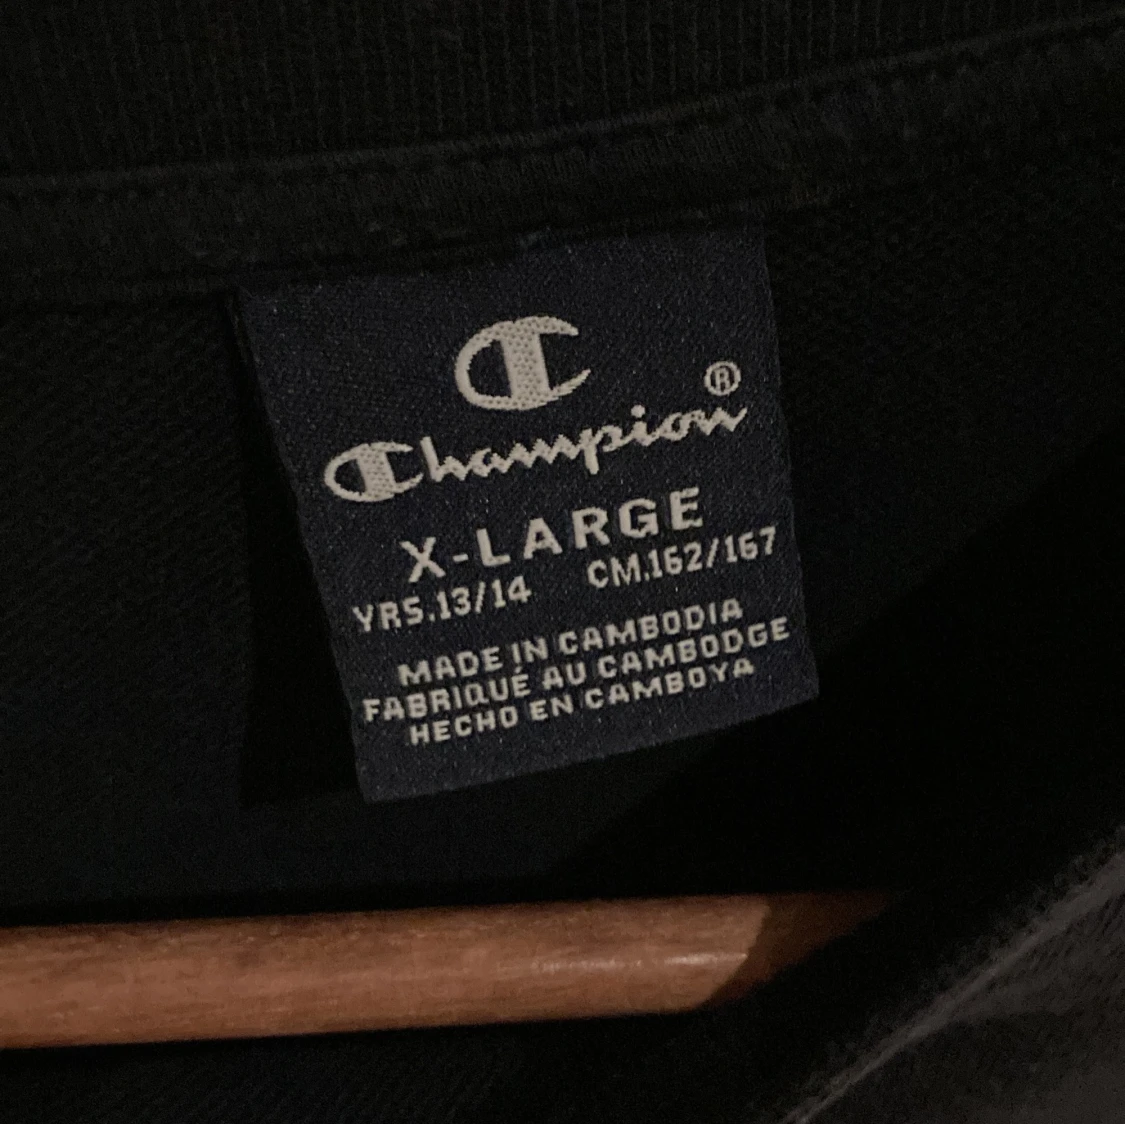 Champion®
X-LARGE
YRS.13/14 CM.162/167
MADE IN CAMBODIA
FABRIQUÉ AU CAMBODGE
HECHO EN CAMBOYA